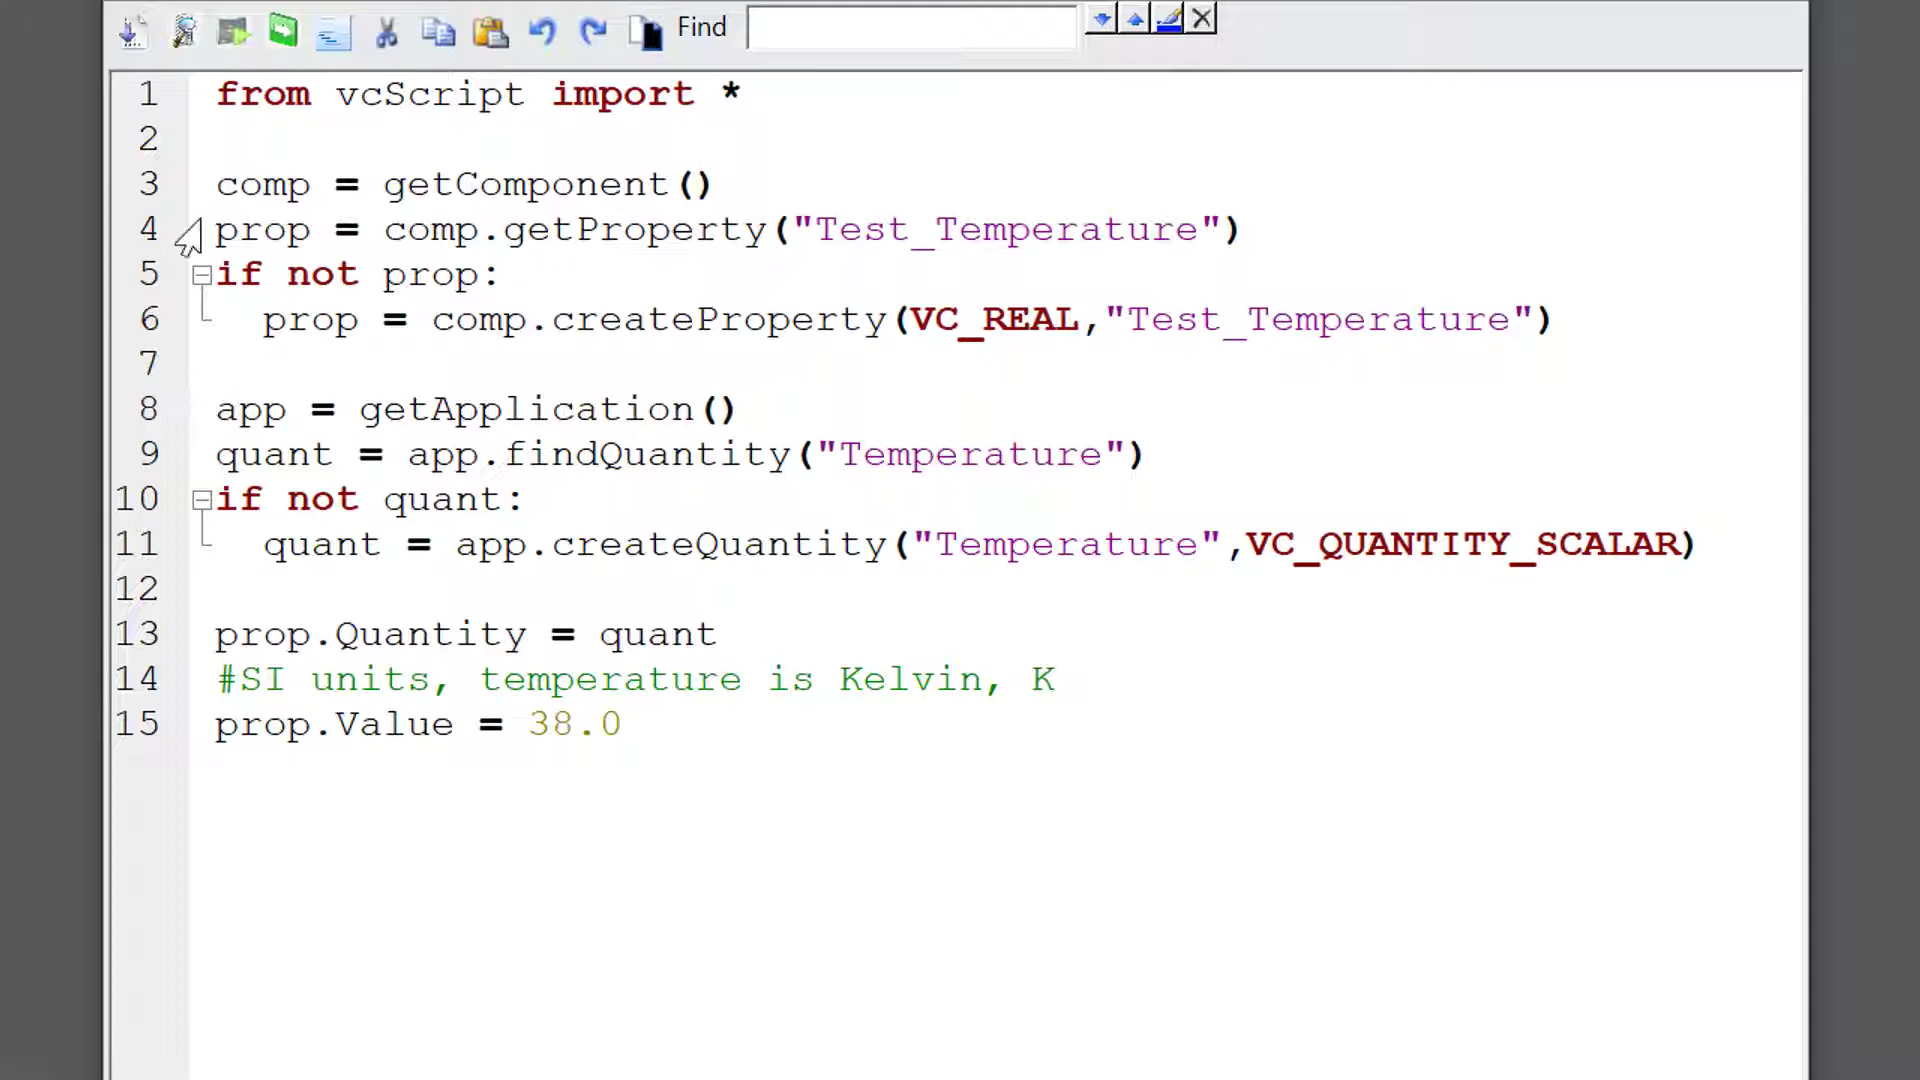 Find
1 from vcScript import *
2
3 comp = getComponent()
4 prop = comp.getProperty("Test_Temperature")
5 if not prop:
6 prop = comp.createProperty(VC_REAL,"Test_Temperature")
7
8 app = getApplication()
9 quant = app.findQuantity("Temperature")
10 if not quant:
11 quant = app.createQuantity("Temperature",VC_QUANTITY_SCALAR)
12
13 prop.Quantity = quant
14 #SI units, temperature is Kelvin, K
15 prop.Value = 38.0